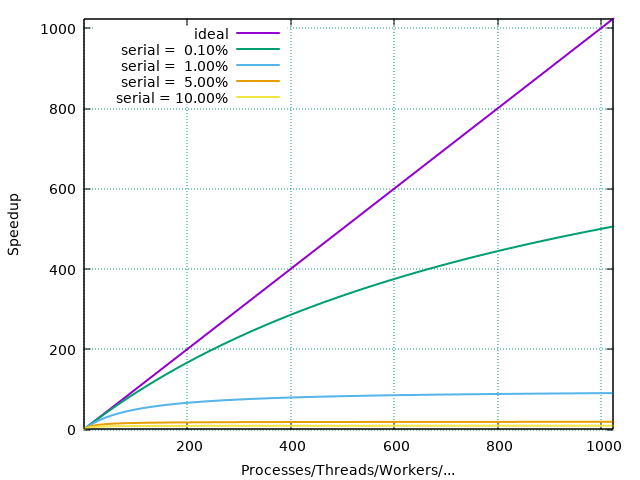 1000
800
600
400
200
0
ideal
serial =  0.10%
serial =  1.00%
serial =  5.00%
serial = 10.00%
Speedup
200 400 600 800 1000
Processes/Threads/Workers/...